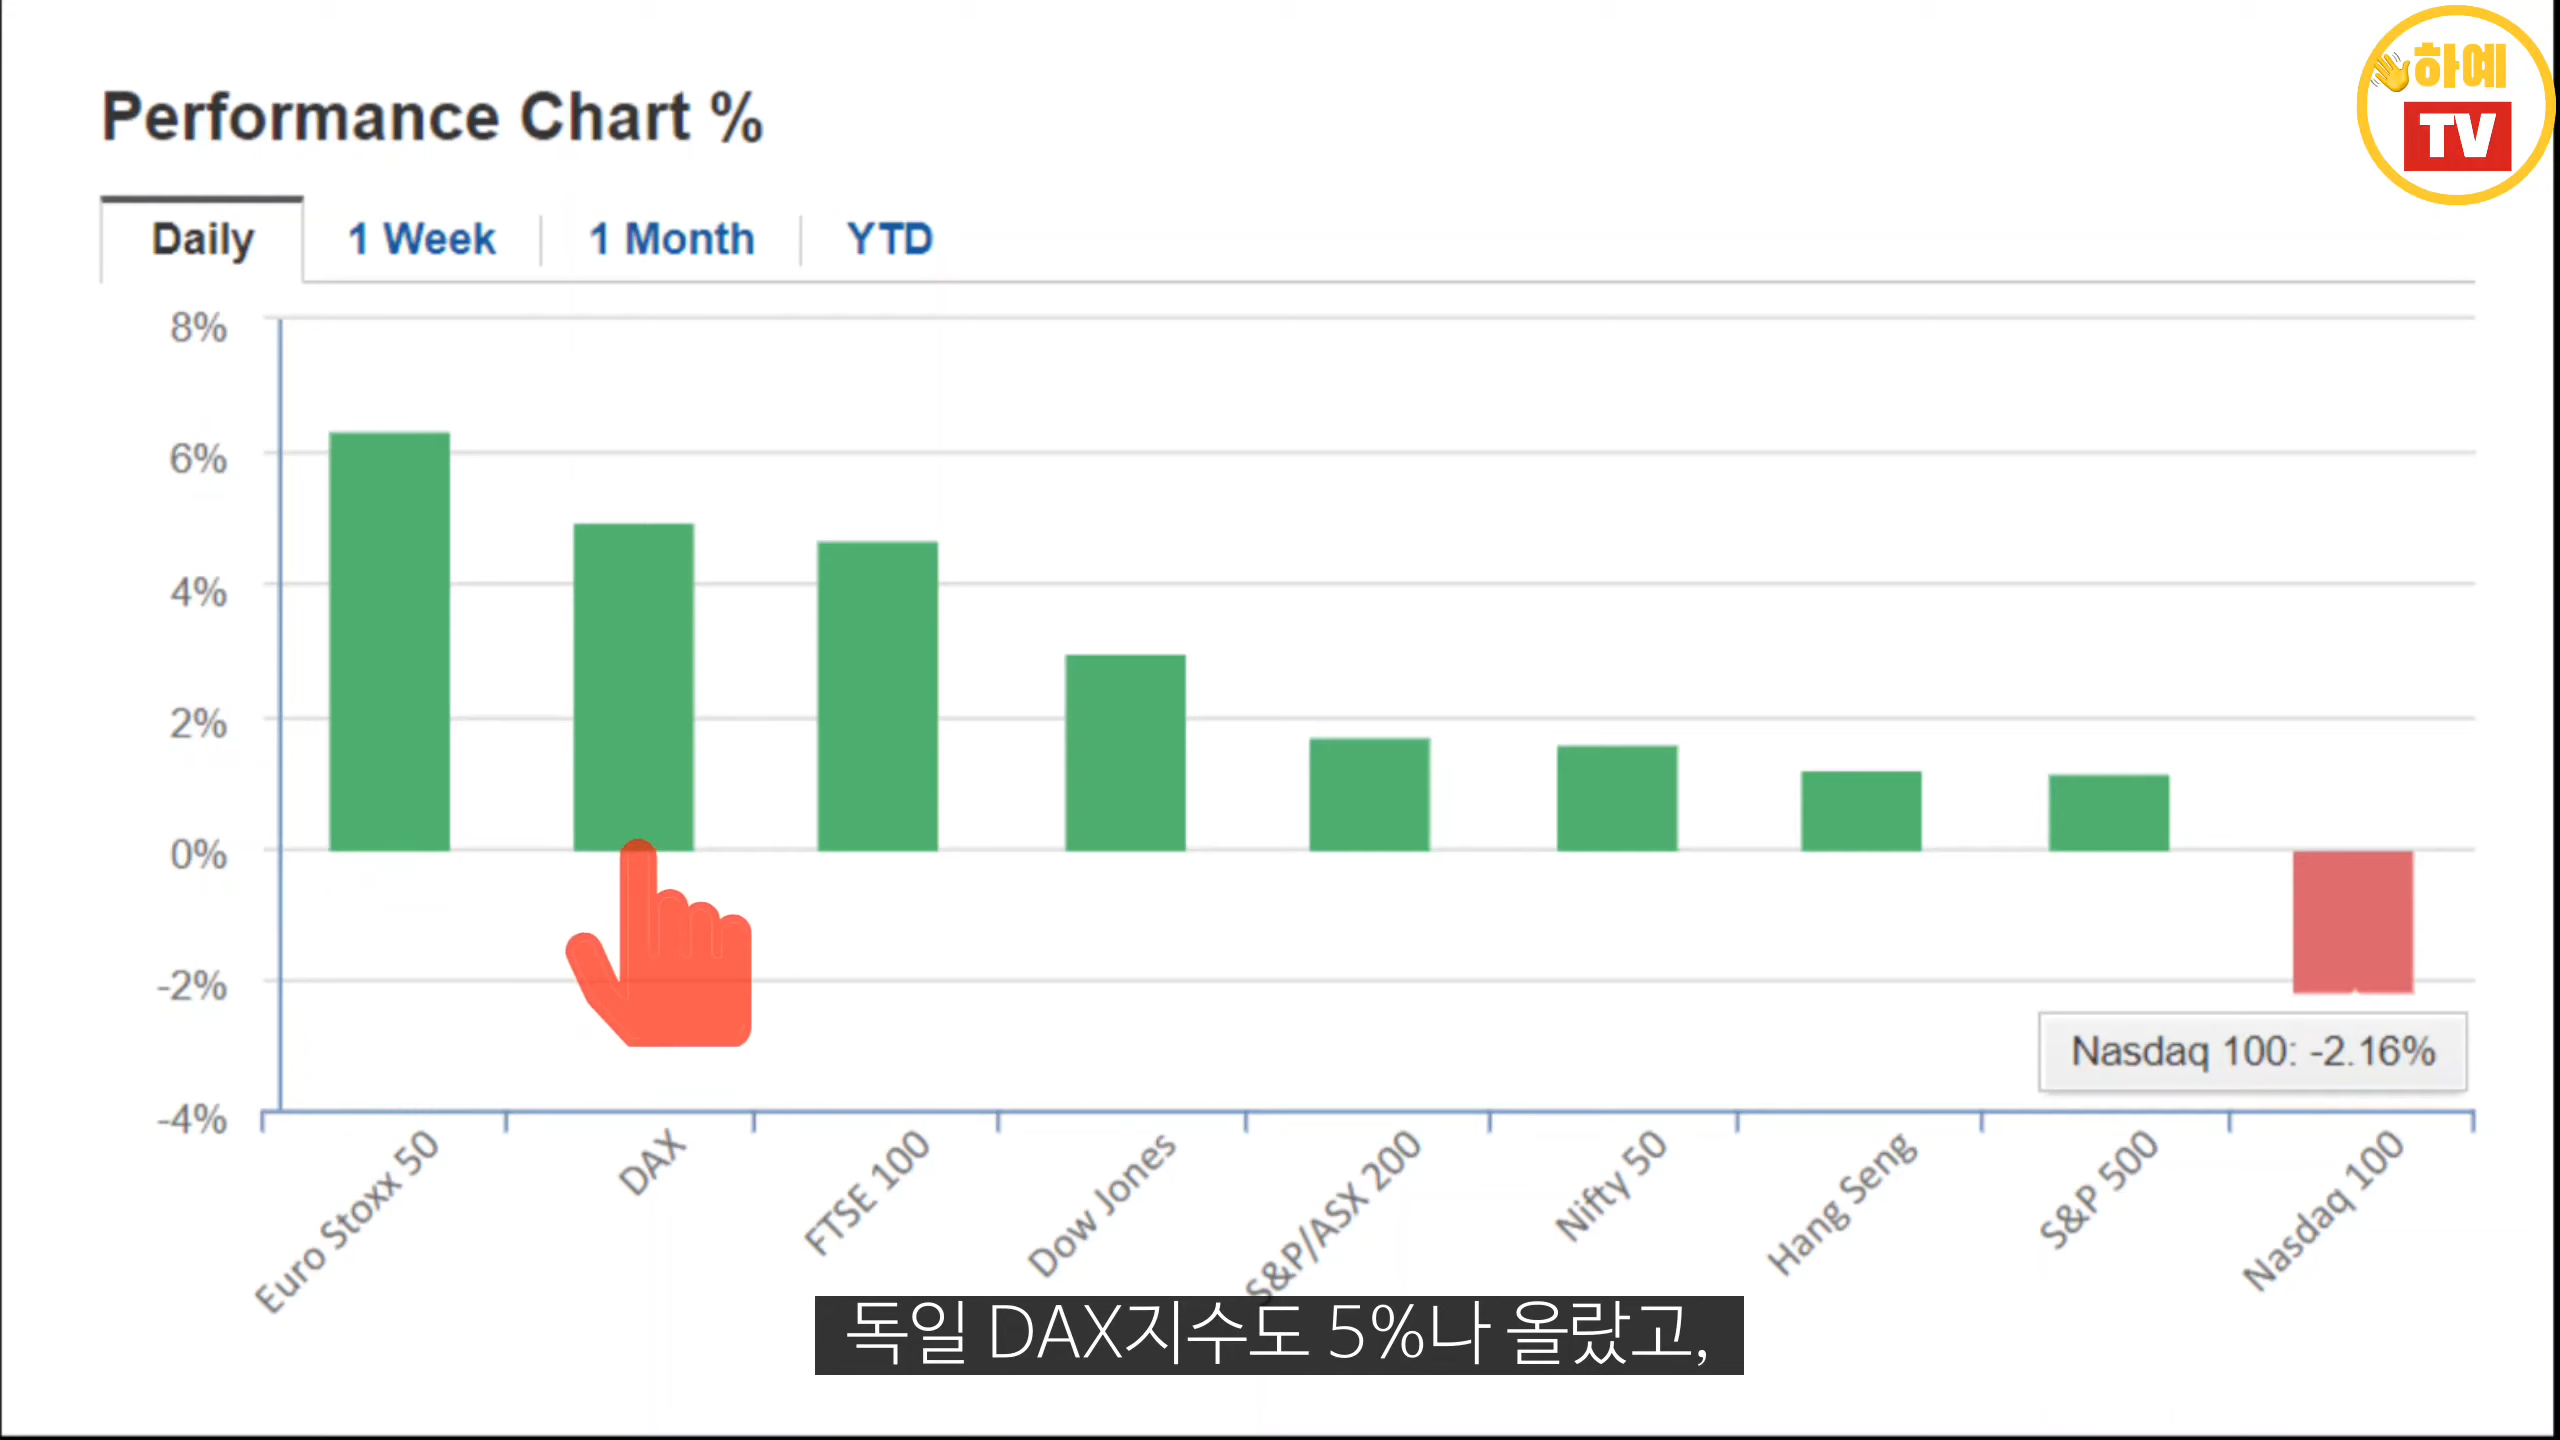 하예
TV
Performance Chart %
Daily 1 Week 1 Month YTD
8%
6%
4%
2%
0%
-2%
-4%
Nasdaq 100: -2.16%
Euro Stoxx 50
DAX
FTSE 100
Dow Jones
S&P/ASX 200
Nifty 50
Hang Seng
S&P 500
Nasdaq 100
독일 DAX지수도 5%나 올랐고,